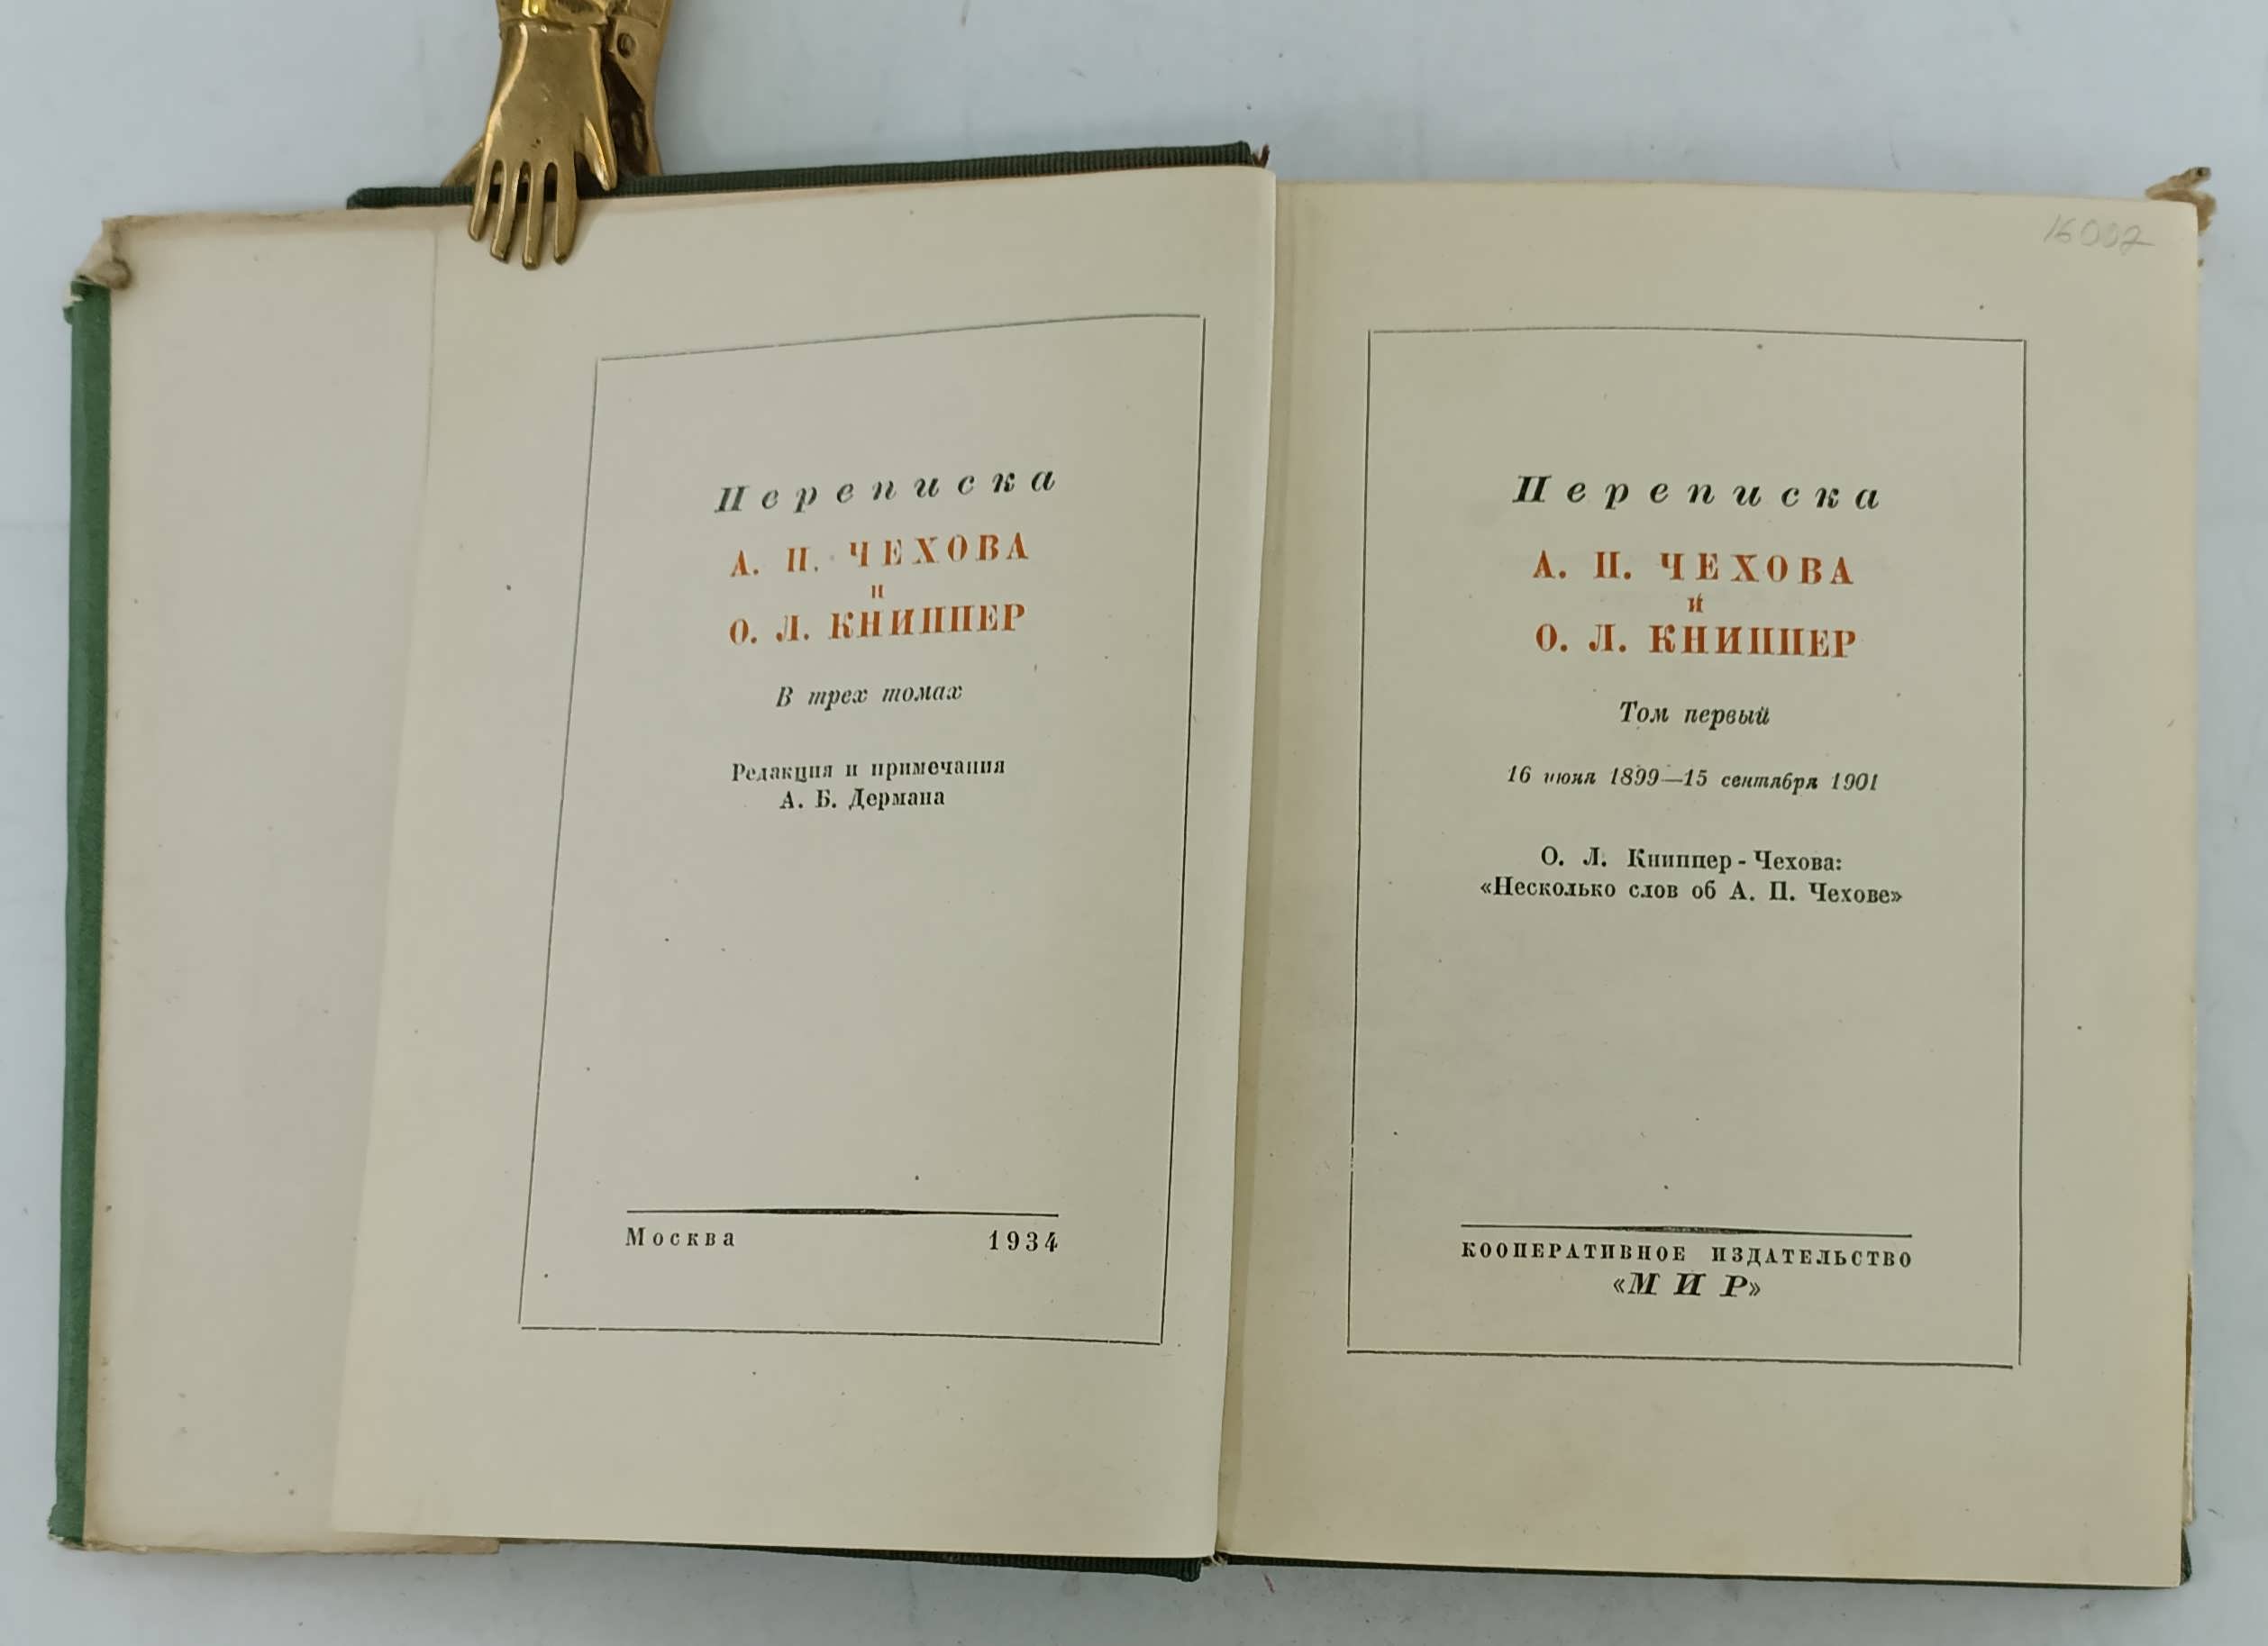 Переписка
А. П. ЧЕХОВА
и
О. Л. КНИППЕР
В трех томах
Редакция и примечания
А. Б. Дермана
Москва 1934
16002
Переписка
А. П. ЧЕХОВА
и
О. Л. КНИППЕР
Том первый
16 июня 1899—15 сентября 1901
О. Л. Книппер-Чехова:
«Несколько слов об А. П. Чехове»
КООПЕРАТИВНОЕ ИЗДАТЕЛЬСТВО
«МИР»